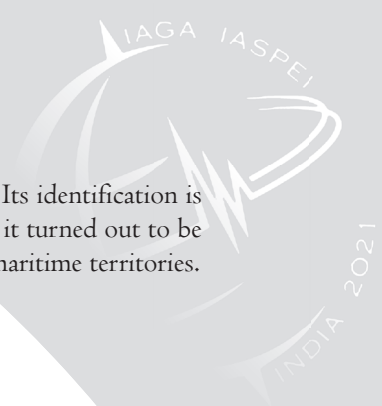 IAGA IASPEI
Its identification is
it turned out to be
maritime territories.
INDIA 2021